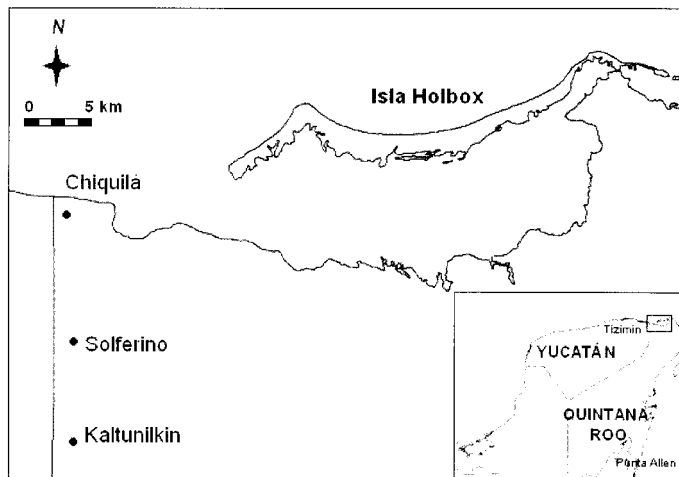 N
0 5 km
Isla Holbox
Chiquilá
Solferino
Kaltunilkin
Tizimin
YUCATÁN
QUINTANA
ROO
Punta Allen